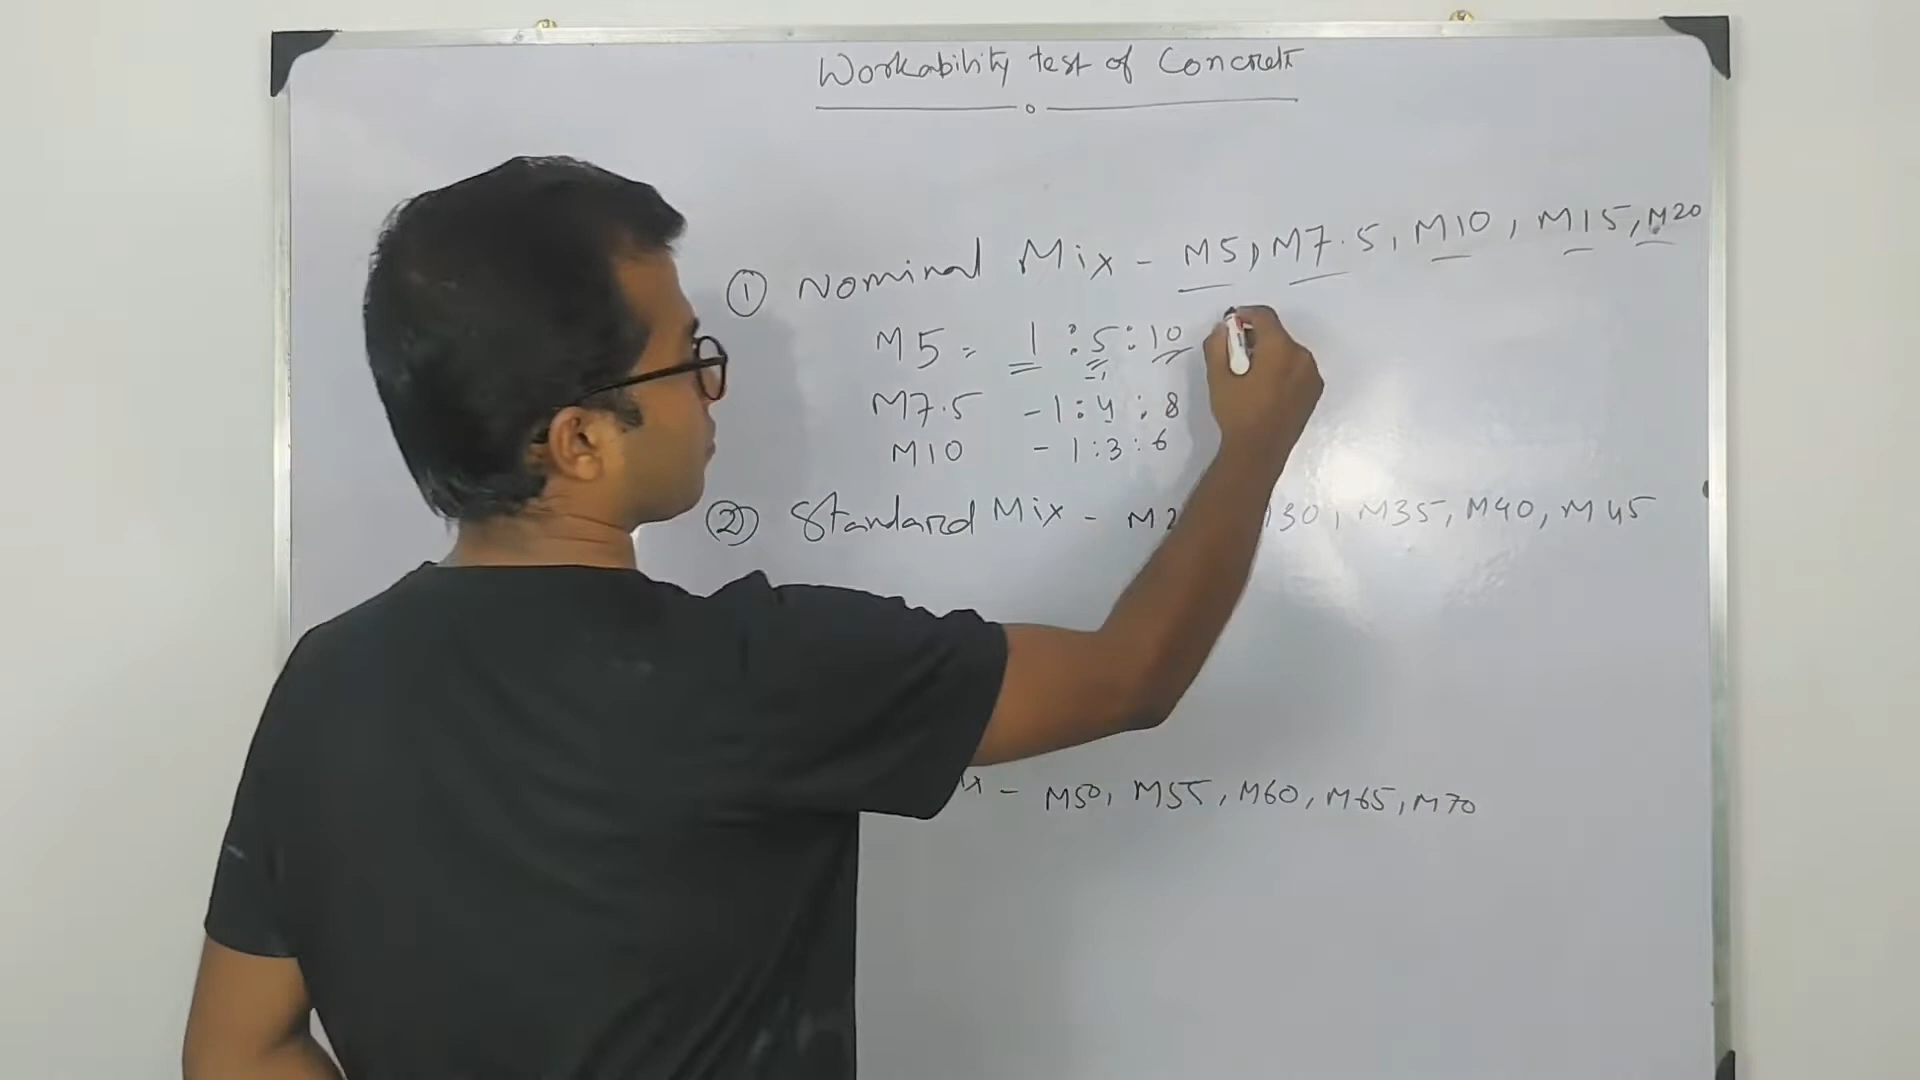 Workability test of Concrete
① Nominal Mix - M5, M7.5, M10, M15, M20
M5 = 1 : 5 : 10
M7.5 - 1 : 4 : 8
M10 - 1 : 3 : 6
② Standard Mix - M30, M35, M40, M45
- M50, M55, M60, M65, M70